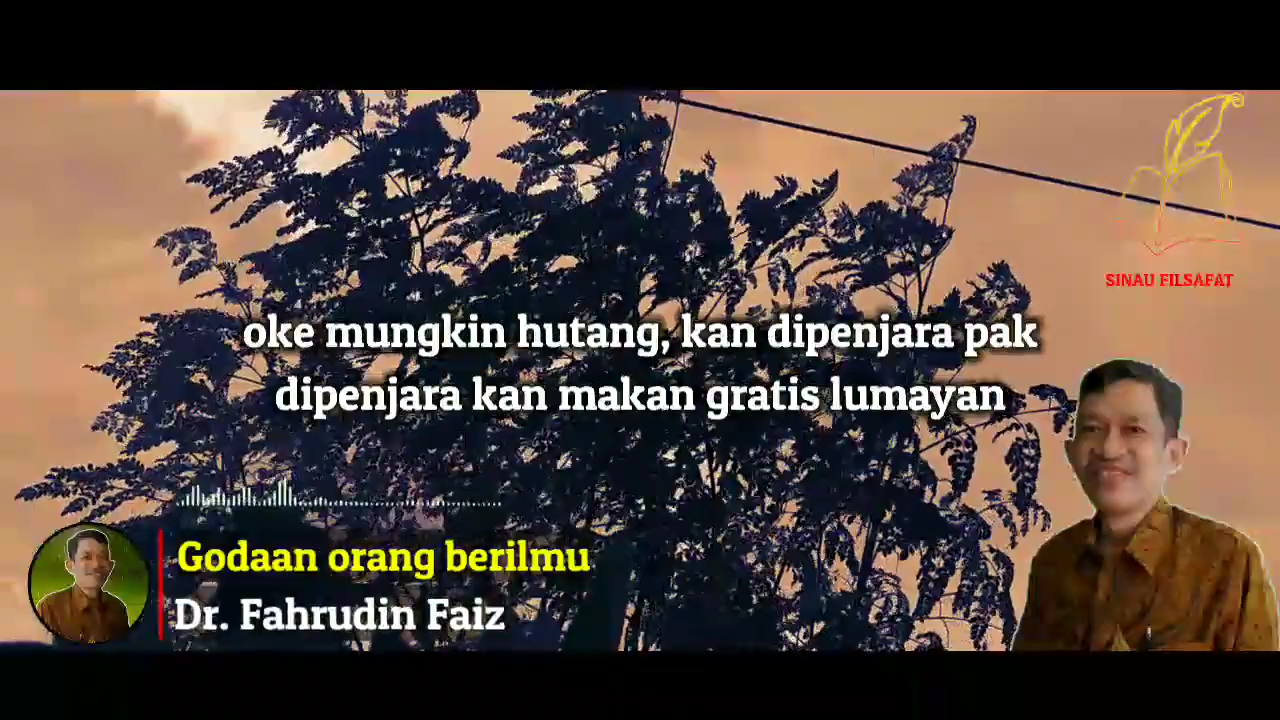 SINAU FILSAFAT
oke mungkin hutang, kan dipenjara pak
dipenjara kan makan gratis lumayan
Godaan orang berilmu
Dr. Fahrudin Faiz